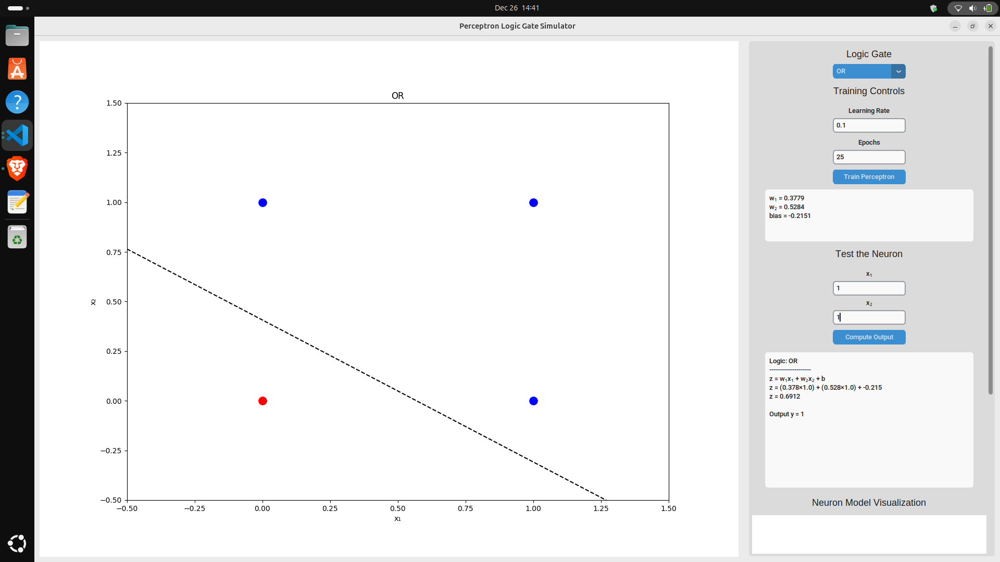 Dec 26 14:41
Perceptron Logic Gate Simulator
OR
1.50
1.25
1.00
0.75
0.50
0.25
0.00
−0.25
−0.50
x₂
−0.50 −0.25 0.00 0.25 0.50 0.75 1.00 1.25 1.50
x₁
Logic Gate
OR
Training Controls
Learning Rate
0.1
Epochs
25
Train Perceptron
w₁ = 0.3779
w₂ = 0.5284
bias = -0.2151
Test the Neuron
x₁
1
x₂
1
Compute Output
Logic: OR
--------------------
z = w₁x₁ + w₂x₂ + b
z = (0.378×1.0) + (0.528×1.0) + -0.215
z = 0.6912
Output y = 1
Neuron Model Visualization